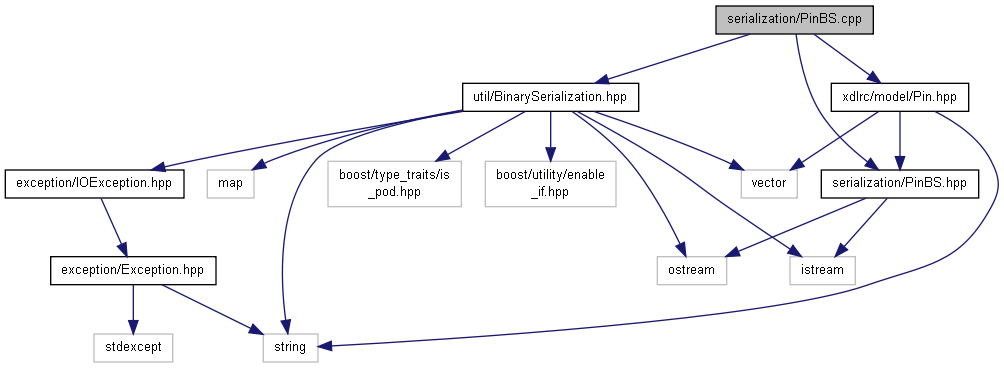 serialization/PinBS.cpp
util/BinarySerialization.hpp
xdlrc/model/Pin.hpp
exception/IOException.hpp
map
boost/type_traits/is
_pod.hpp
boost/utility/enable
_if.hpp
vector
serialization/PinBS.hpp
exception/Exception.hpp
ostream
istream
stdexcept
string